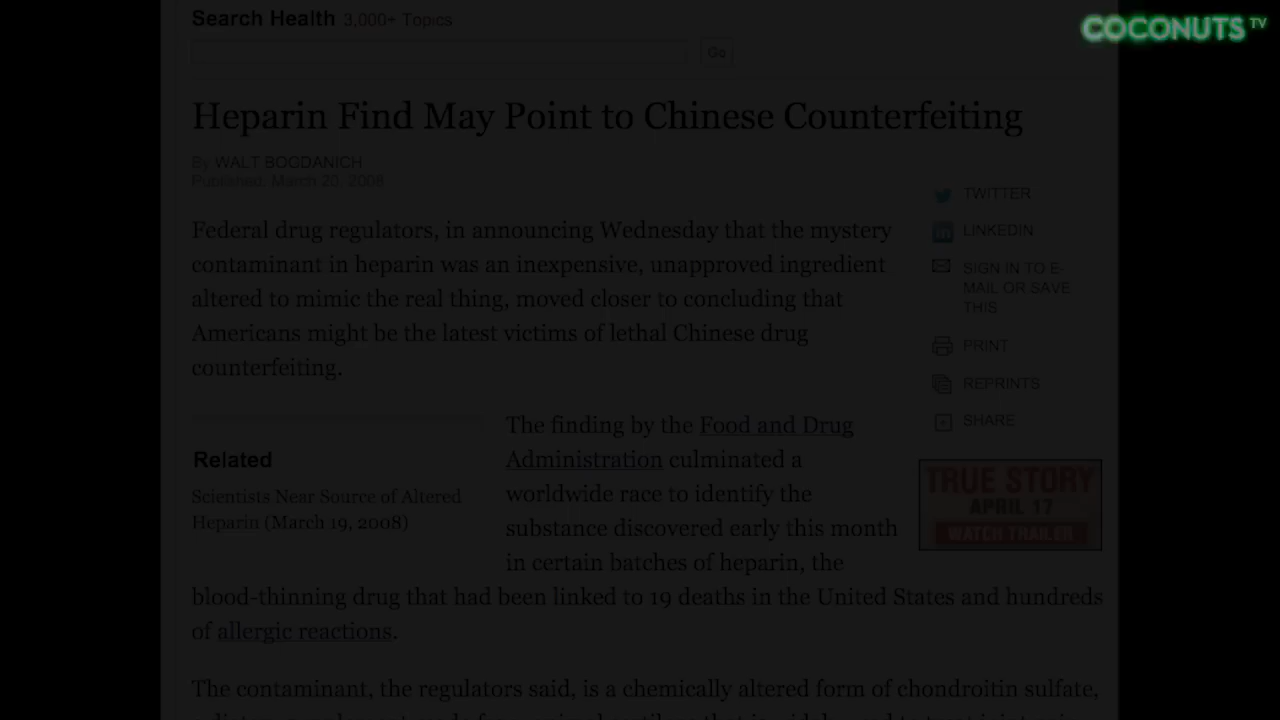 Search Health 3,000+ Topics
COCONUTS TV
Go
Heparin Find May Point to Chinese Counterfeiting
By WALT BOGDANICH
Published: March 20, 2008
Federal drug regulators, in announcing Wednesday that the mystery
contaminant in heparin was an inexpensive, unapproved ingredient
altered to mimic the real thing, moved closer to concluding that
Americans might be the latest victims of lethal Chinese drug
counterfeiting.
TWITTER
LINKEDIN
SIGN IN TO E-
MAIL OR SAVE
THIS
PRINT
REPRINTS
SHARE
Related
Scientists Near Source of Altered
Heparin (March 19, 2008)
The finding by the Food and Drug
Administration culminated a
worldwide race to identify the
substance discovered early this month
in certain batches of heparin, the
blood-thinning drug that had been linked to 19 deaths in the United States and hundreds
of allergic reactions.
TRUE STORY
APRIL 17
WATCH TRAILER
The contaminant, the regulators said, is a chemically altered form of chondroitin sulfate,